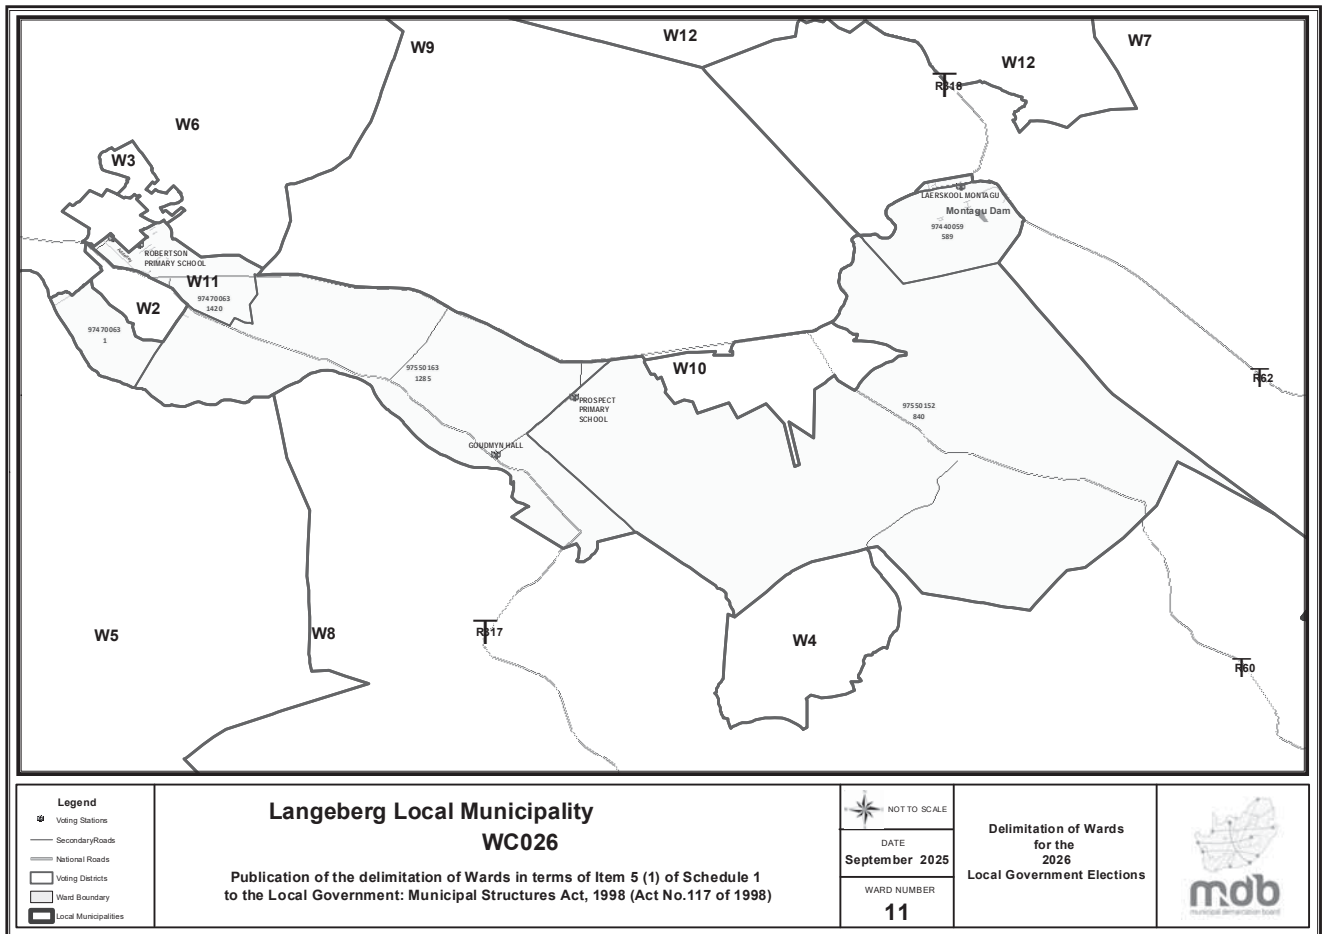 W12
W7
W9
W12
R318
W6
W3
LAERSKOOL MONTAGU
Montagu Dam
97440059
589
ROBERTSON
PRIMARY SCHOOL
W11
97470063
1420
W2
97470063
1
W10
97550163
1285
R62
PROSPECT
PRIMARY
SCHOOL
97550152
840
GOUDMYN HALL
W5
W8
R317
W4
R60
Legend
Voting Stations
SecondaryRoads
National Roads
Voting Districts
Ward Boundary
Local Municipalities
Langeberg Local Municipality
WC026
Publication of the delimitation of Wards in terms of Item 5 (1) of Schedule 1
to the Local Government: Municipal Structures Act, 1998 (Act No.117 of 1998)
NOT TO SCALE
DATE
September 2025
WARD NUMBER
11
Delimitation of Wards
for the
2026
Local Government Elections
mdb
municipal demarcation board